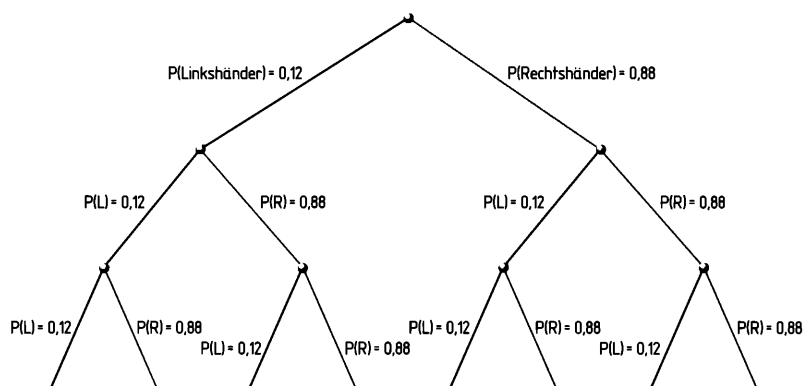 P(Linkshänder) = 0,12
P(Rechtshänder) = 0,88
P(L) = 0,12
P(R) = 0,88
P(L) = 0,12
P(R) = 0,88
P(L) = 0,12
P(R) = 0,88
P(L) = 0,12
P(R) = 0,88
P(L) = 0,12
P(R) = 0,88
P(L) = 0,12
P(R) = 0,88